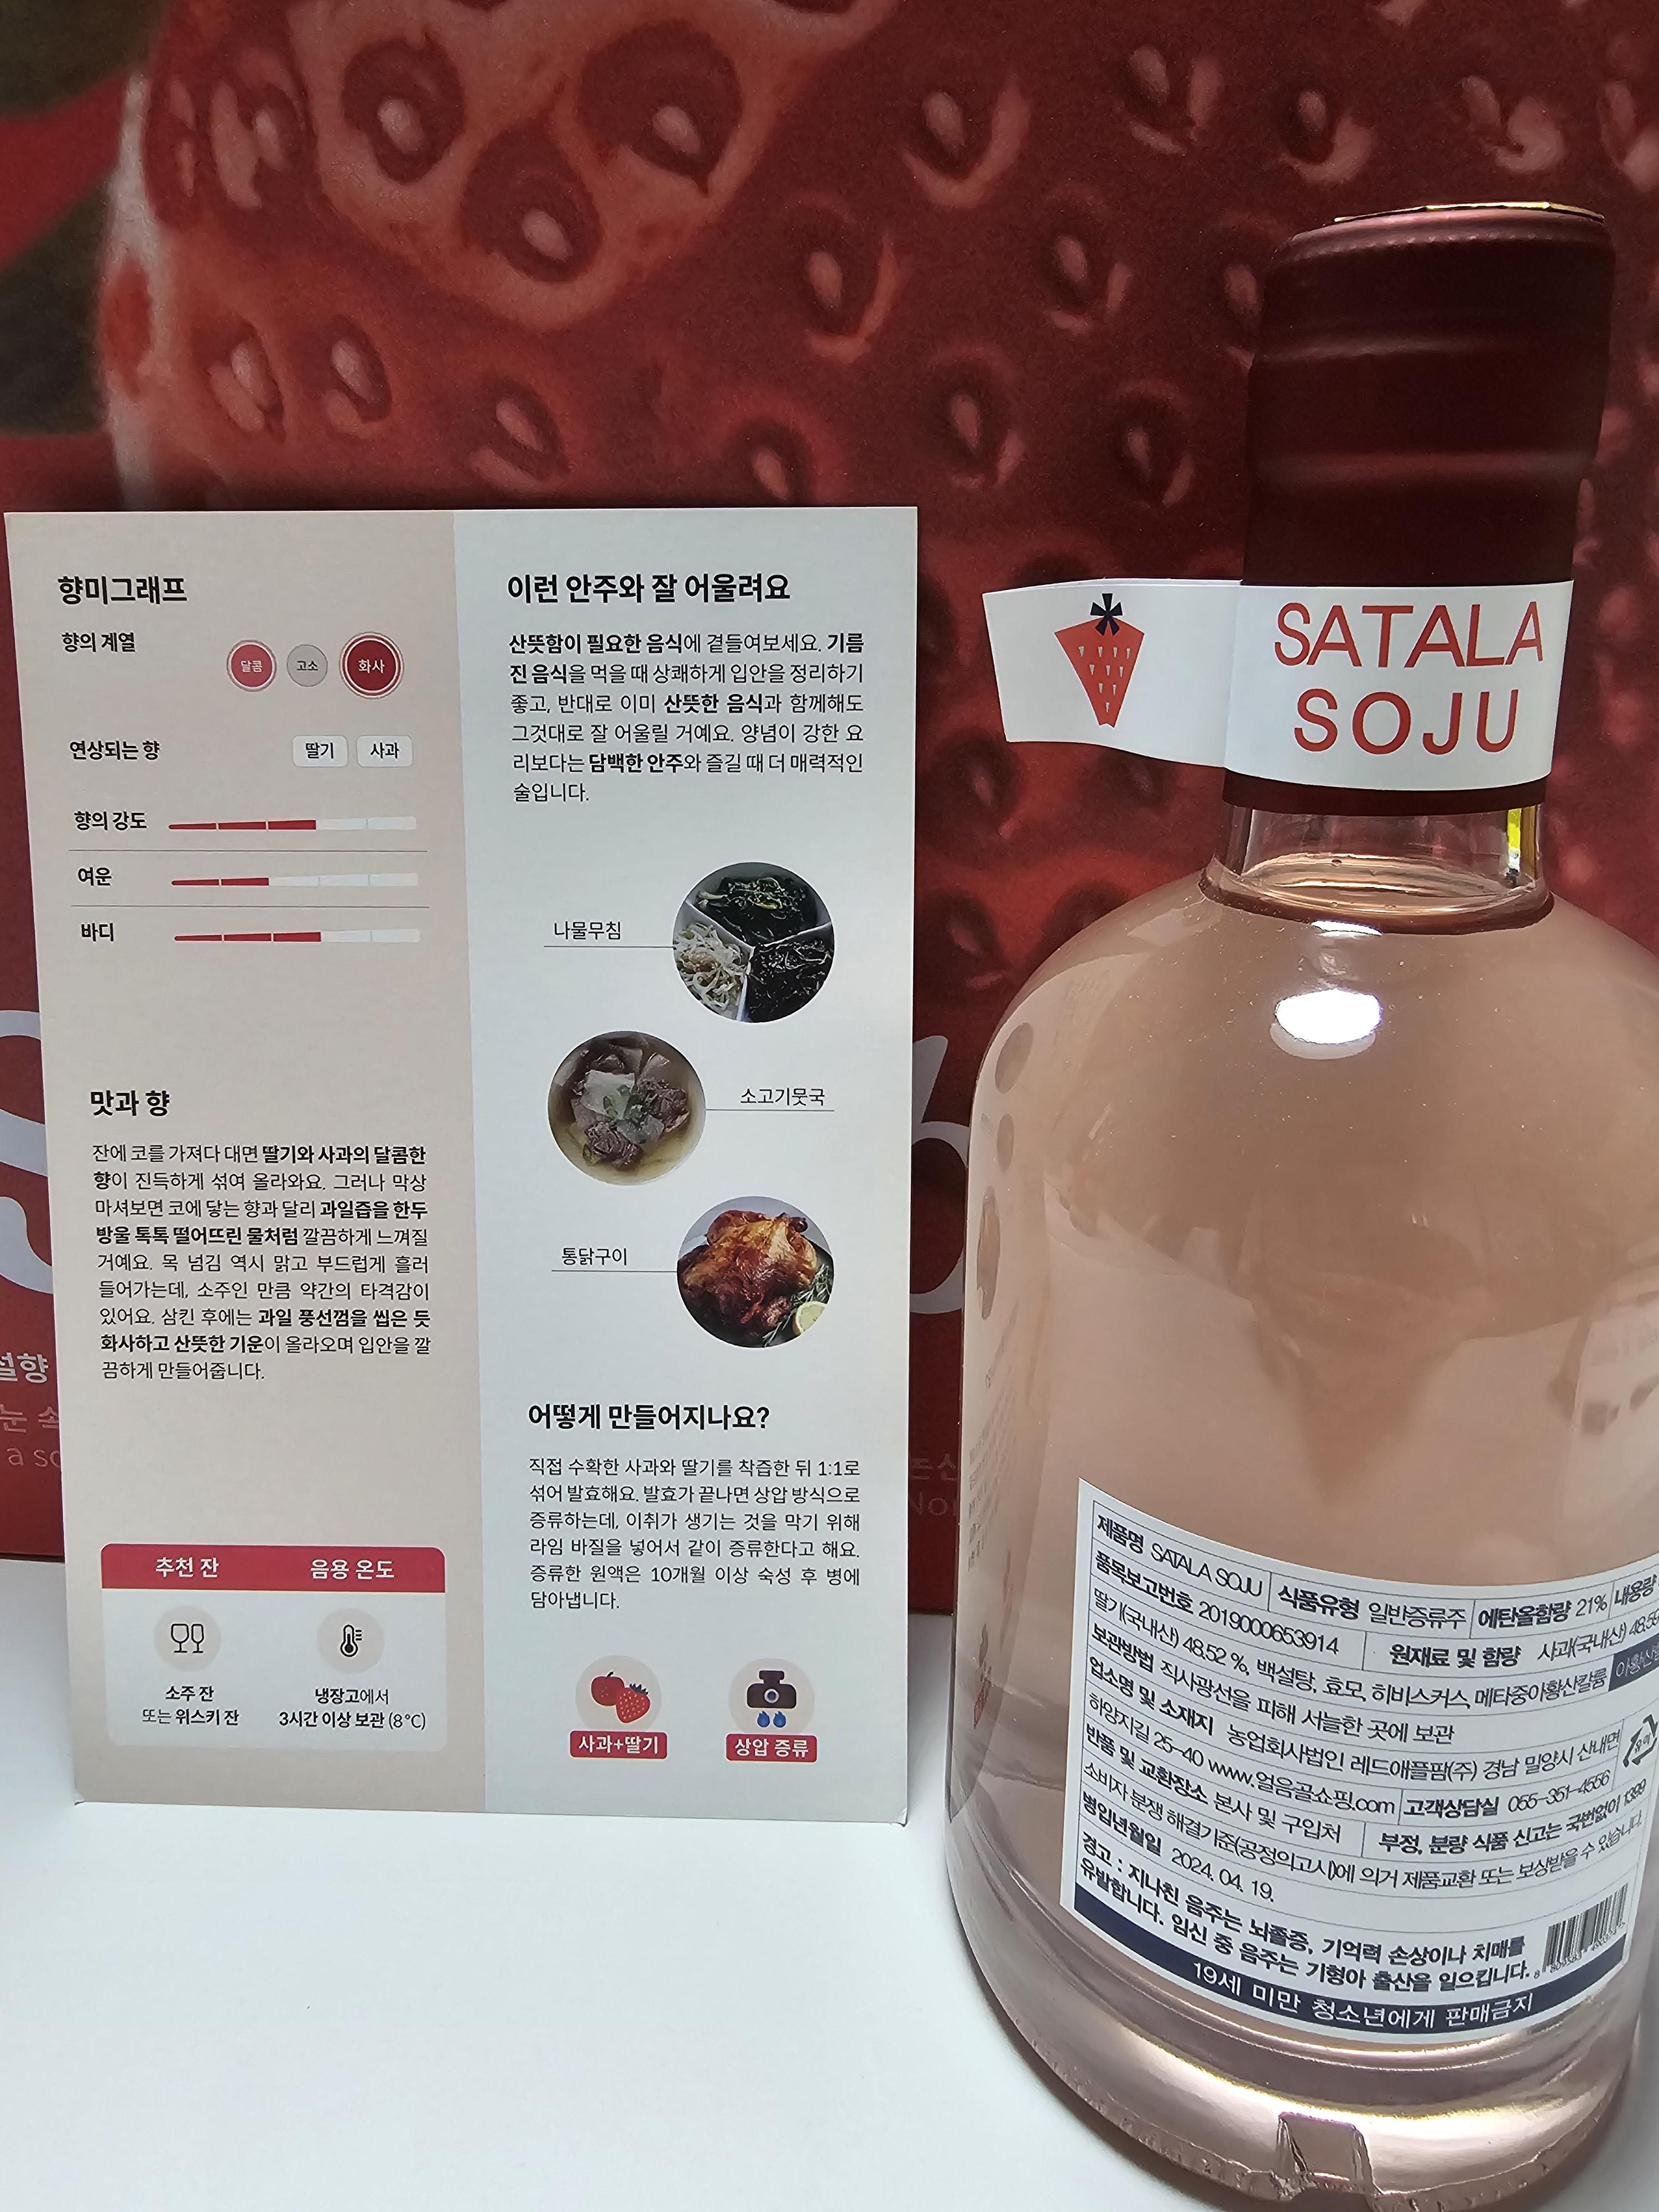 향미그래프
향의 계열
달콤 고소 화사
연상되는 향
딸기 사과
향의 강도
여운
바디
맛과 향
잔에 코를 가져다 대면 딸기와 사과의 달콤한
향이 진득하게 섞여 올라와요. 그러나 막상
마셔보면 코에 닿는 향과 달리 과일즙을 한두
방울 톡톡 떨어뜨린 물처럼 깔끔하게 느껴질
거예요. 목 넘김 역시 맑고 부드럽게 흘러
들어가는데, 소주인 만큼 약간의 타격감이
있어요. 삼킨 후에는 과일 풍선껌을 씹은 듯
화사하고 산뜻한 기운이 올라오며 입안을 깔
끔하게 만들어줍니다.
추천 잔
소주 잔
또는 위스키 잔
음용 온도
냉장고에서
3시간 이상 보관 (8℃)
이런 안주와 잘 어울려요
산뜻함이 필요한 음식에 곁들여보세요. 기름
진 음식을 먹을 때 상쾌하게 입안을 정리하기
좋고, 반대로 이미 산뜻한 음식과 함께해도
그것대로 잘 어울릴 거예요. 양념이 강한 요
리보다는 담백한 안주와 즐길 때 더 매력적인
술입니다.
나물무침
소고기뭇국
통닭구이
어떻게 만들어지나요?
직접 수확한 사과와 딸기를 착즙한 뒤 1:1로
섞어 발효해요. 발효가 끝나면 상압 방식으로
증류하는데, 이취가 생기는 것을 막기 위해
라임 바질을 넣어서 같이 증류한다고 해요.
증류한 원액은 10개월 이상 숙성 후 병에
담아냅니다.
사과+딸기
상압 증류
설향
눈
a
SATALA
SOJU
제품명 SATALA SOJU 식품유형 일반증류주 에탄올함량 21% 내용량
품목보고번호 2019000653914 원재료 및 함량 사과(국내산) 48.5
딸기(국내산) 48.52 %, 백설탕, 효모, 히비스커스, 메타중아황산칼륨 아황산
보관방법 직사광선을 피해 서늘한 곳에 보관
업소명 및 소재지 농업회사법인 레드애플팜(주) 경남 밀양시 산내면
하양지길 25-40 www.얼음골쇼핑.com 고객상담실 055-351-4556
반품 및 교환장소 본사 및 구입처 부정, 분량 식품 신고는 국번없이 1399
소비자 분쟁 해결기준(공정의고시)에 의거 제품교환 또는 보상받을 수 있습니다.
병입년월일 2024. 04. 19.
경고 : 지나친 음주는 뇌졸증, 기억력 손상이나 치매를
유발합니다. 임신 중 음주는 기형아 출산을 일으킵니다.
19세 미만 청소년에게 판매금지